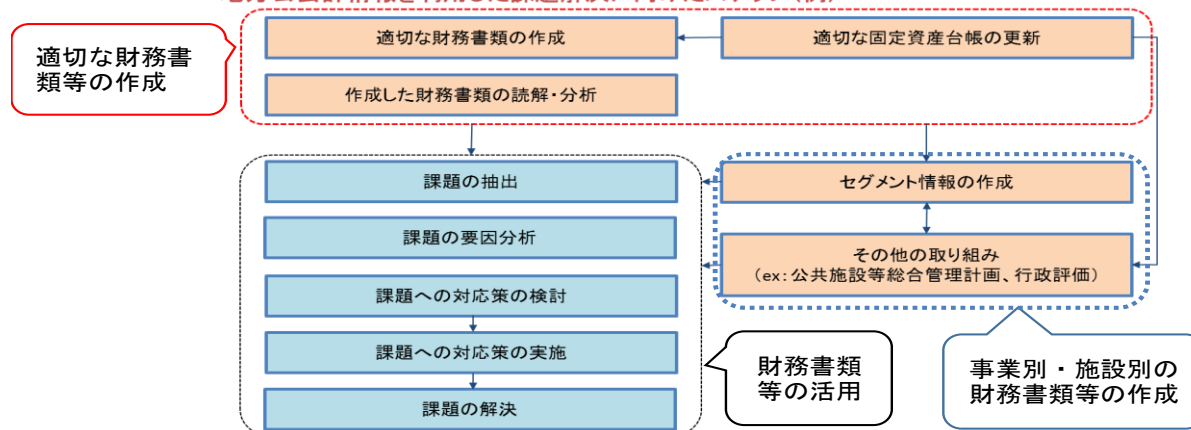 適切な財務書類の作成
適切な固定資産台帳の更新
適切な財務書
類等の作成
作成した財務書類の読解・分析
課題の抽出
セグメント情報の作成
課題の要因分析
その他の取り組み
（ex：公共施設等総合管理計画、行政評価）
課題への対応策の検討
課題への対応策の実施
課題の解決
財務書類
等の活用
事業別・施設別の
財務書類等の作成